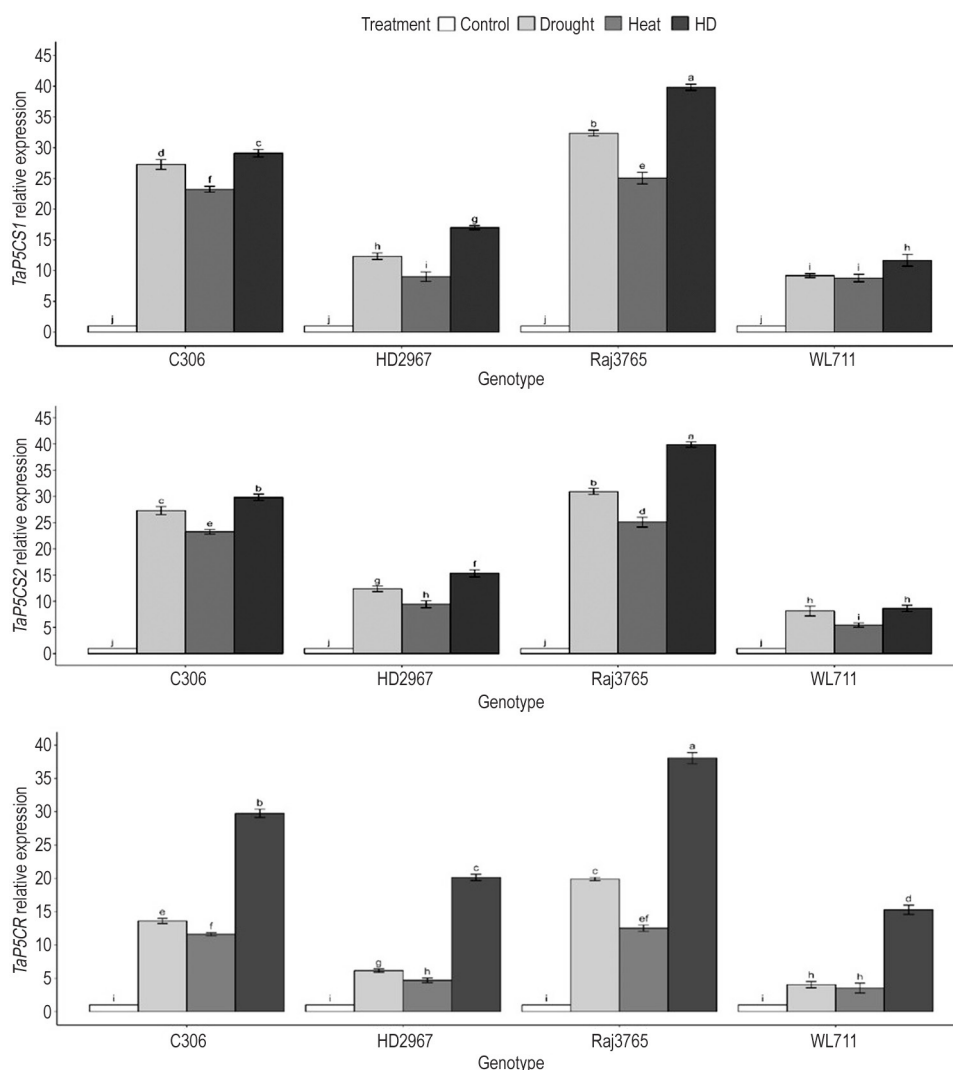 Treatment Control Drought Heat HD
TaP5CS1 relative expression
45
40
35
30
25
20
15
10
5
0
j d f c
j h i g
j b e a
j i i h
C306 HD2967 Raj3765 WL711
Genotype
TaP5CS2 relative expression
45
40
35
30
25
20
15
10
5
0
j c e b
j g h f
j b d a
j h i h
C306 HD2967 Raj3765 WL711
Genotype
TaP5CR relative expression
40
35
30
25
20
15
10
5
0
i e f b
i g h c
i c ef a
i h h d
C306 HD2967 Raj3765 WL711
Genotype